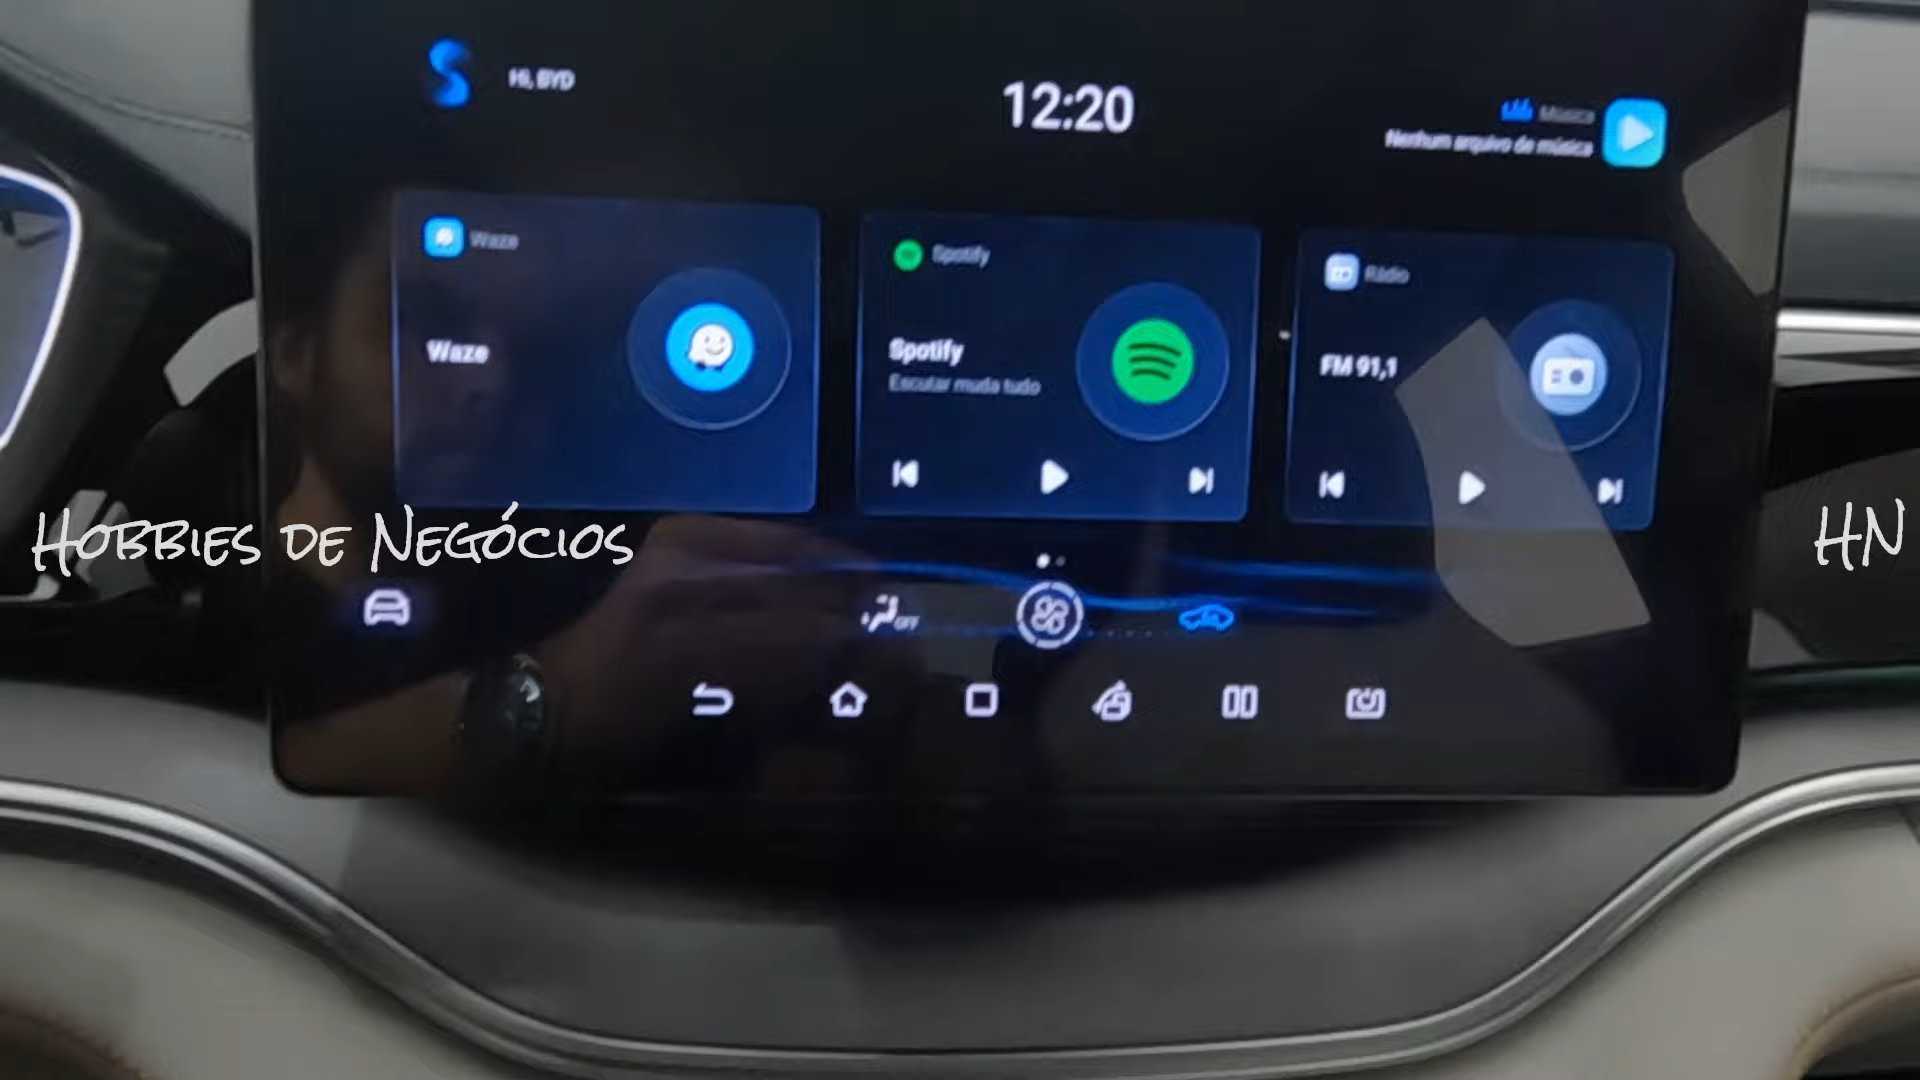 Hi, BYD
12:20
Música
Nenhum arquivo de música
Waze
Waze
Spotify
Spotify
Escutar muda tudo
Rádio
FM 91,1
Hobbies de Negócios
HN
OFF